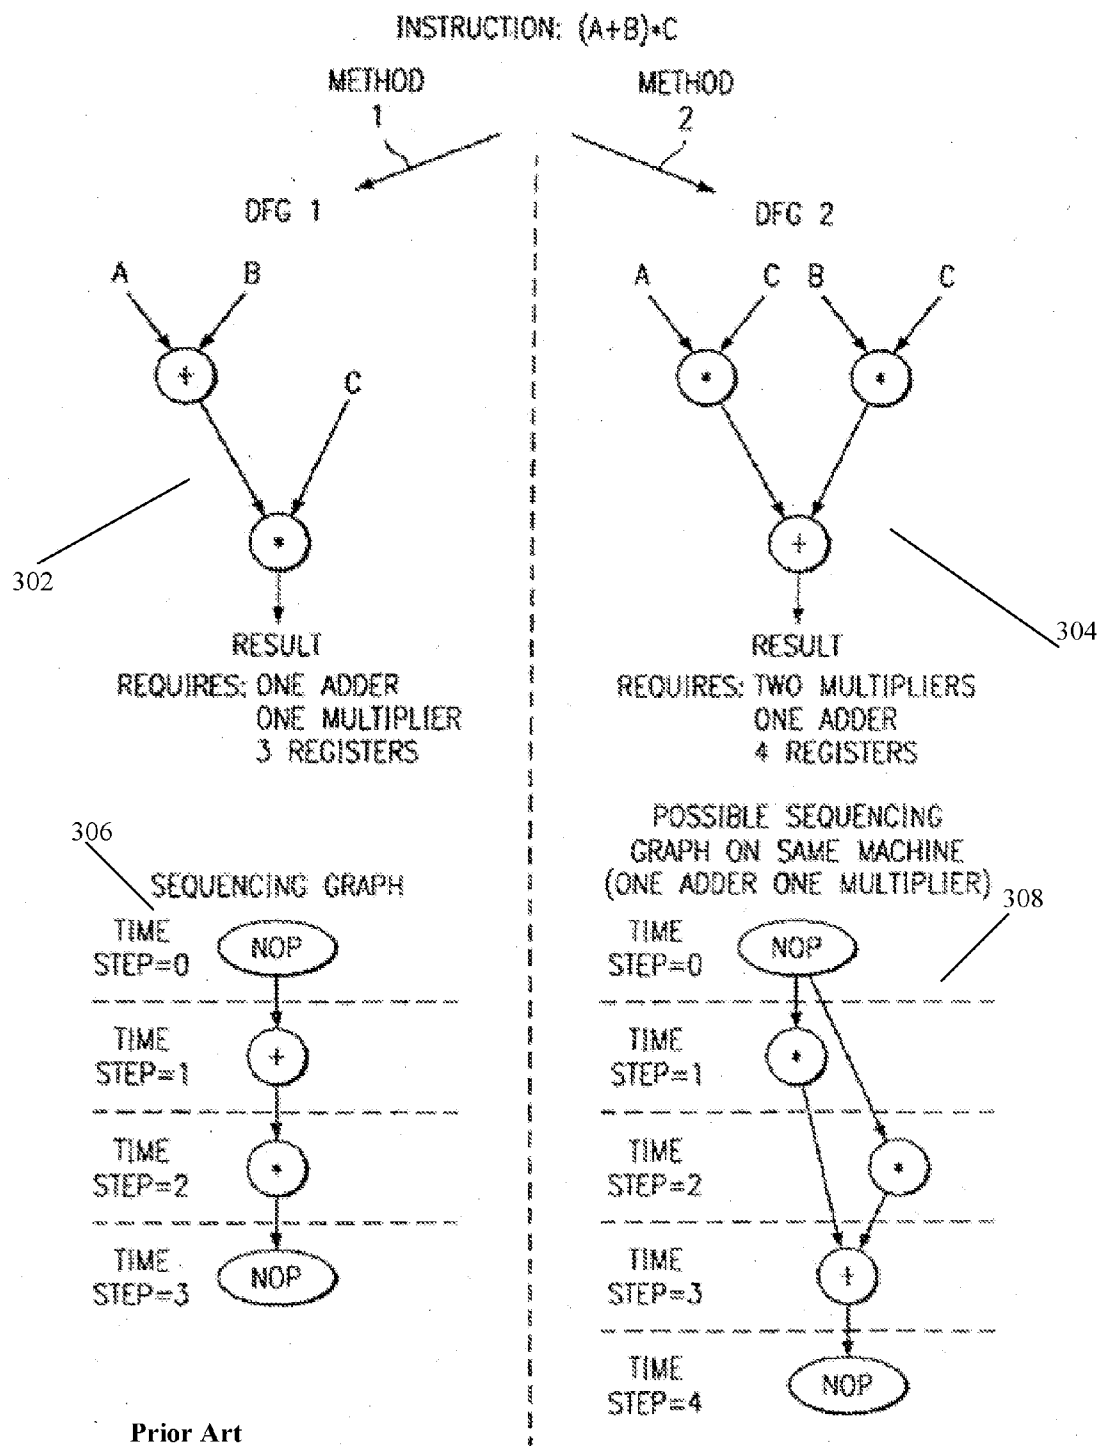 INSTRUCTION: (A+B)*C
METHOD
1
METHOD
2
DFG 1
A
B
+
C
*
302
RESULT
REQUIRES: ONE ADDER
ONE MULTIPLIER
3 REGISTERS
306
SEQUENCING GRAPH
TIME
STEP=0
NOP
TIME
STEP=1
+
TIME
STEP=2
*
TIME
STEP=3
NOP
Prior Art
DFG 2
A
C
B
C
*
*
+
304
RESULT
REQUIRES: TWO MULTIPLIERS
ONE ADDER
4 REGISTERS
POSSIBLE SEQUENCING
GRAPH ON SAME MACHINE
(ONE ADDER ONE MULTIPLIER)
308
TIME
STEP=0
NOP
TIME
STEP=1
*
TIME
STEP=2
*
TIME
STEP=3
+
TIME
STEP=4
NOP